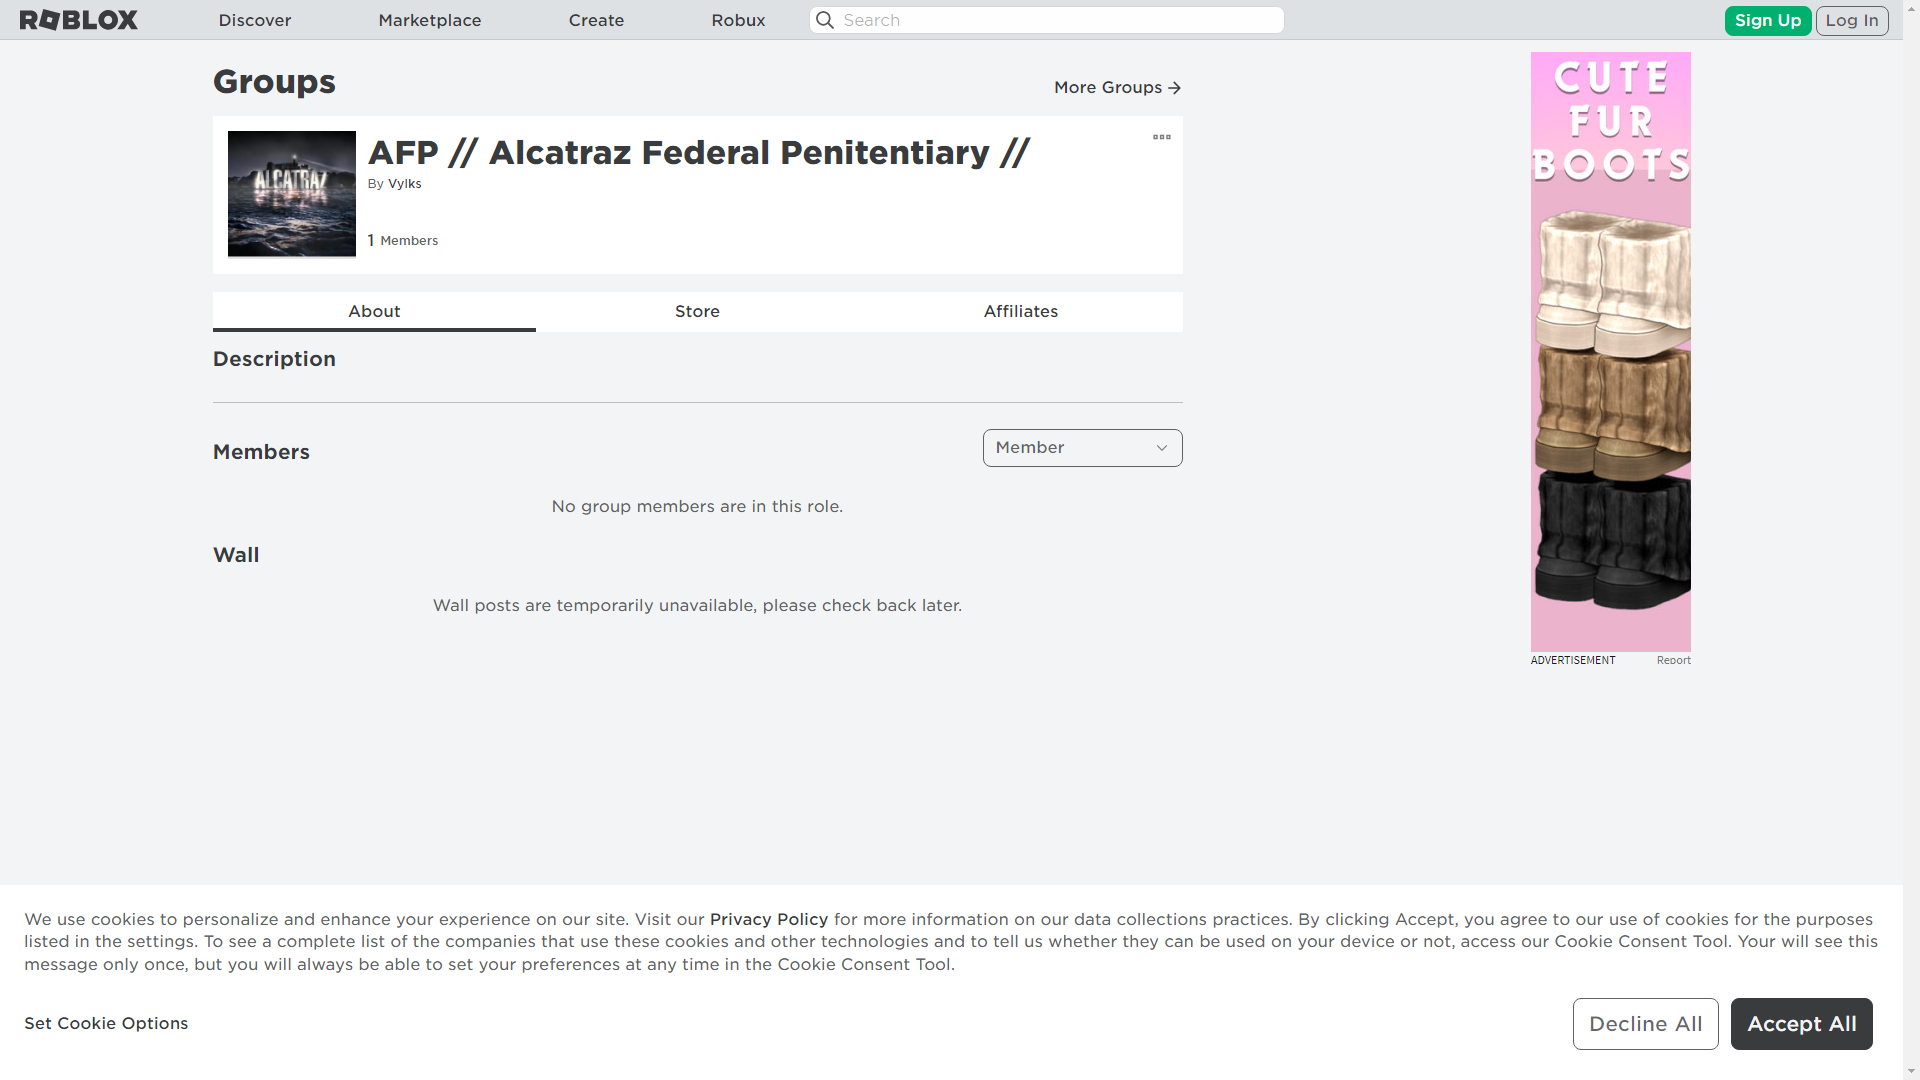 ROBLOX
Discover
Marketplace
Create
Robux
Search
Sign Up
Log In
Groups
More Groups
ALCATRAZ
AFP // Alcatraz Federal Penitentiary //
By Vylks
1 Members
About
Store
Affiliates
Description
Members
Member
No group members are in this role.
Wall
Wall posts are temporarily unavailable, please check back later.
CUTE
FUR
BOOTS
ADVERTISEMENT
Report
We use cookies to personalize and enhance your experience on our site. Visit our Privacy Policy for more information on our data collections practices. By clicking Accept, you agree to our use of cookies for the purposes
listed in the settings. To see a complete list of the companies that use these cookies and other technologies and to tell us whether they can be used on your device or not, access our Cookie Consent Tool. Your will see this
message only once, but you will always be able to set your preferences at any time in the Cookie Consent Tool.
Set Cookie Options
Decline All
Accept All